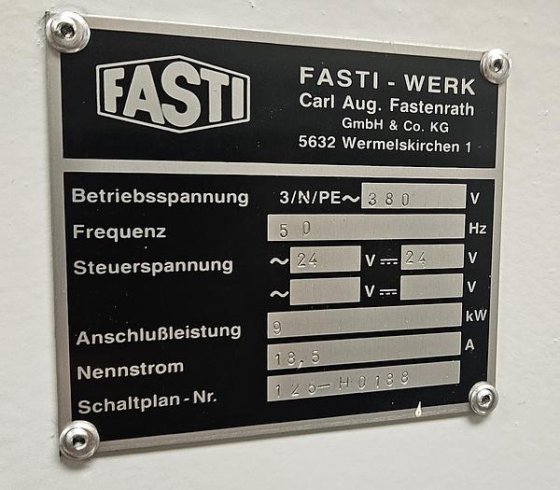 FASTI
FASTI - WERK
Carl Aug. Fastenrath
GmbH & Co. KG
5632 Wermelskirchen 1
Betriebsspannung 3/N/PE~ 380 V
Frequenz 50 Hz
Steuerspannung ~ 24 V ⎓ 24 V
~ V ⎓ V
Anschlußleistung 9 kW
Nennstrom 18,5 A
Schaltplan-Nr. 126-H0188